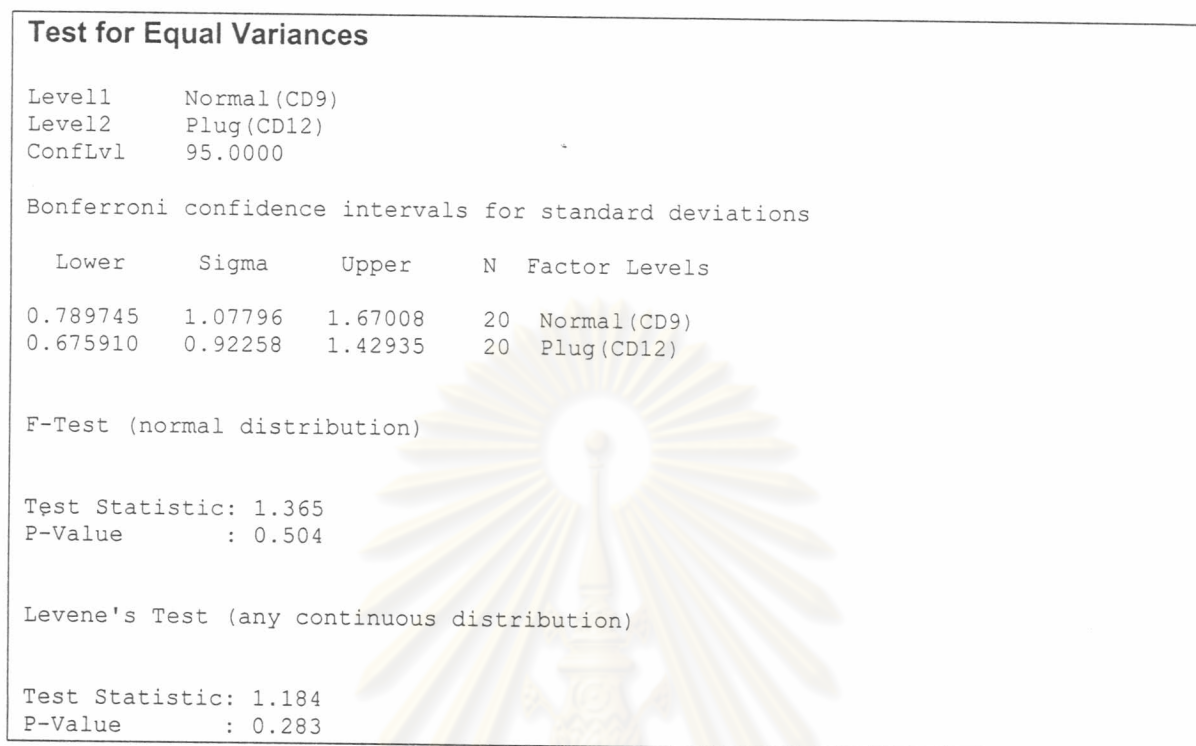 Test for Equal Variances
Level1 Normal(CD9)
Level2 Plug(CD12)
ConfLvl 95.0000
Bonferroni confidence intervals for standard deviations
Lower Sigma Upper N Factor Levels
0.789745 1.07796 1.67008 20 Normal(CD9)
0.675910 0.92258 1.42935 20 Plug(CD12)
F-Test (normal distribution)
Test Statistic: 1.365
P-Value : 0.504
Levene's Test (any continuous distribution)
Test Statistic: 1.184
P-Value : 0.283